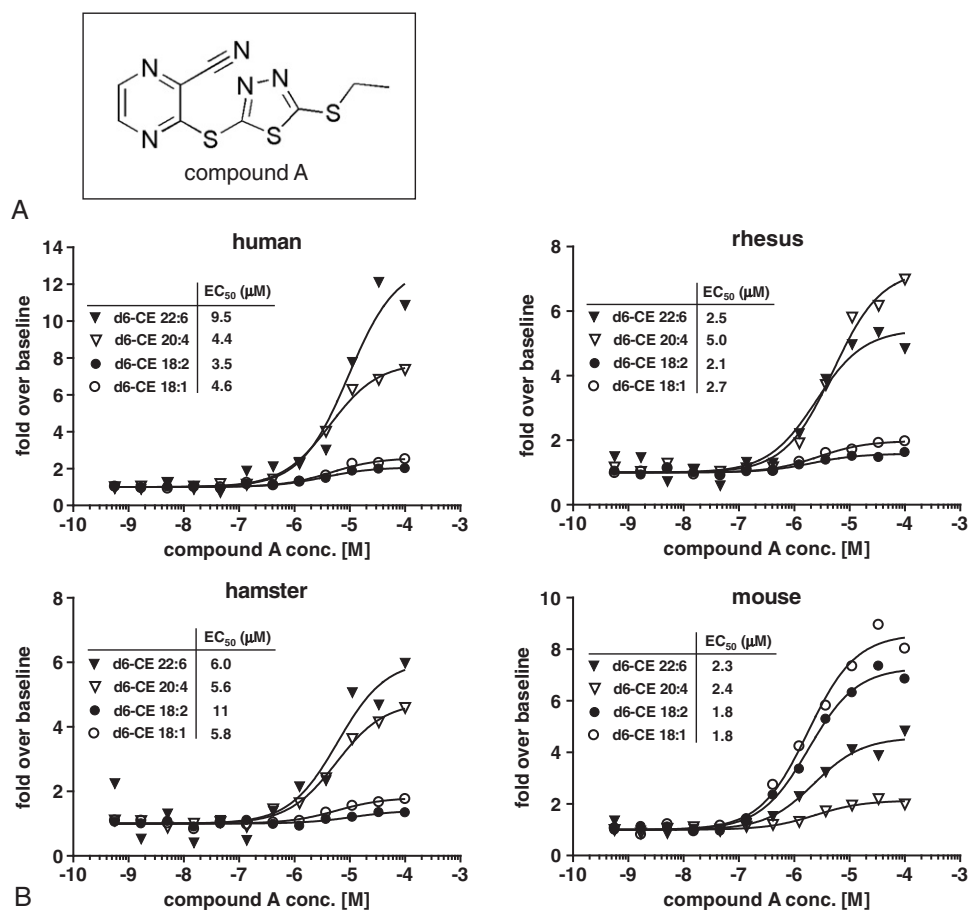 N
N
N
N
N
S
S
S
compound A
A
human
14
12
10
8
6
4
2
0
fold over baseline
EC50 (μM)
d6-CE 22:6 9.5
d6-CE 20:4 4.4
d6-CE 18:2 3.5
d6-CE 18:1 4.6
-10 -9 -8 -7 -6 -5 -4 -3
compound A conc. [M]
rhesus
8
6
4
2
0
fold over baseline
EC50 (μM)
d6-CE 22:6 2.5
d6-CE 20:4 5.0
d6-CE 18:2 2.1
d6-CE 18:1 2.7
-10 -9 -8 -7 -6 -5 -4 -3
compound A conc. [M]
hamster
8
6
4
2
0
fold over baseline
EC50 (μM)
d6-CE 22:6 6.0
d6-CE 20:4 5.6
d6-CE 18:2 11
d6-CE 18:1 5.8
-10 -9 -8 -7 -6 -5 -4 -3
compound A conc. [M]
mouse
10
8
6
4
2
0
fold over baseline
EC50 (μM)
d6-CE 22:6 2.3
d6-CE 20:4 2.4
d6-CE 18:2 1.8
d6-CE 18:1 1.8
-10 -9 -8 -7 -6 -5 -4 -3
compound A conc. [M]
B